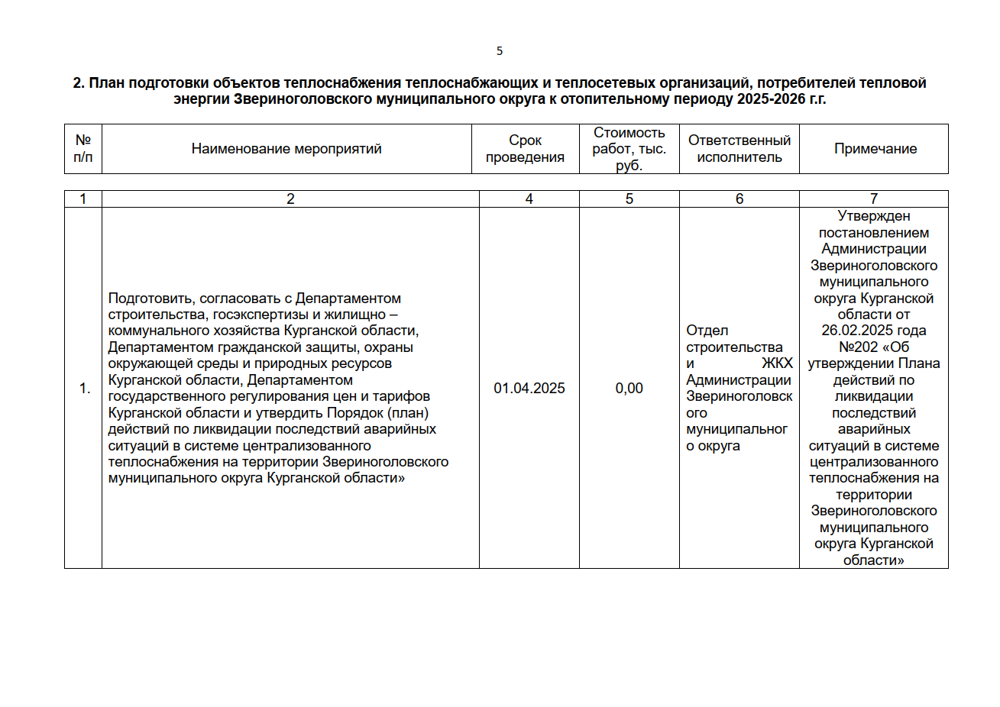 5
2. План подготовки объектов теплоснабжения теплоснабжающих и теплосетевых организаций, потребителей тепловой
энергии Звериноголовского муниципального округа к отопительному периоду 2025-2026 г.г.
№
п/п
Наименование мероприятий
Срок
проведения
Стоимость
работ, тыс.
руб.
Ответственный
исполнитель
Примечание
1
2
4
5
6
7
1.
Подготовить, согласовать с Департаментом
строительства, госэкспертизы и жилищно –
коммунального хозяйства Курганской области,
Департаментом гражданской защиты, охраны
окружающей среды и природных ресурсов
Курганской области, Департаментом
государственного регулирования цен и тарифов
Курганской области и утвердить Порядок (план)
действий по ликвидации последствий аварийных
ситуаций в системе централизованного
теплоснабжения на территории Звериноголовского
муниципального округа Курганской области»
01.04.2025
0,00
Отдел
строительства
и ЖКХ
Администрации
Звериноголовск
ого
муниципальног
о округа
Утвержден
постановлением
Администрации
Звериноголовского
муниципального
округа Курганской
области от
26.02.2025 года
№202 «Об
утверждении Плана
действий по
ликвидации
последствий
аварийных
ситуаций в системе
централизованного
теплоснабжения на
территории
Звериноголовского
муниципального
округа Курганской
области»